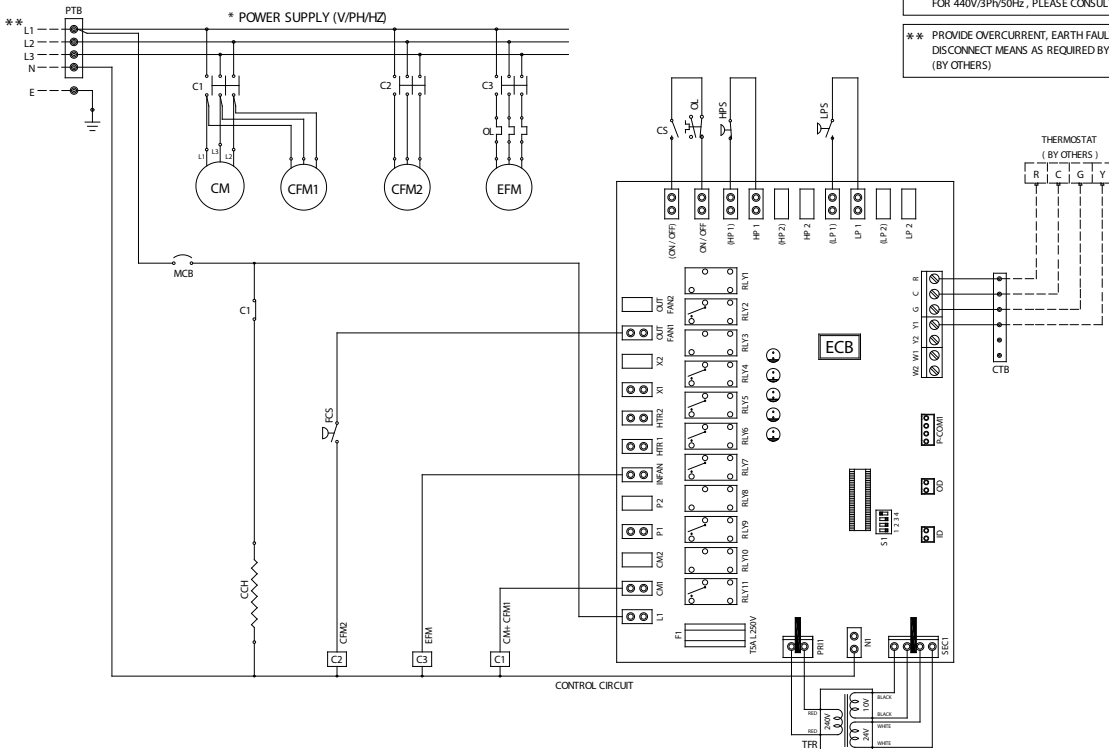 FOR 440V/3Ph/50Hz , PLEASE CONSUL
** PROVIDE OVERCURRENT, EARTH FAUL
DISCONNECT MEANS AS REQUIRED BY
(BY OTHERS)
PTB
* POWER SUPPLY (V/PH/HZ)
**
L1
L2
L3
N
E
C1
C2
C3
OL
L1
L3
L2
CM
CFM1
CFM2
EFM
CS
OL
HPS
LPS
THERMOSTAT
( BY OTHERS )
R
C
G
Y
(ON / OFF)
ON / OFF
(HP 1)
HP 1
(HP 2)
HP 2
(LP 1)
LP 1
(LP 2)
LP 2
MCB
C1
CCH
FCS
OUT FAN2
OUT FAN1
X2
X1
HTR2
HTR 1
INFAN
P2
P1
CM2
CM1
L1
RLY1
RLY2
RLY3
RLY4
RLY5
RLY6
RLY7
RLY8
RLY9
RLY10
RLY11
F1
T5A L 250V
ECB
R
C
G
Y1
Y2
W1
W2
CTB
P-COM1
OD
ID
S1
1 2 3 4
CFM2
EFM
CM+ CFM1
C2
C3
C1
CONTROL CIRCUIT
PRI1
N1
SEC1
RED
RED
240V
10V
24V
BLACK
BLACK
WHITE
WHITE
TFR